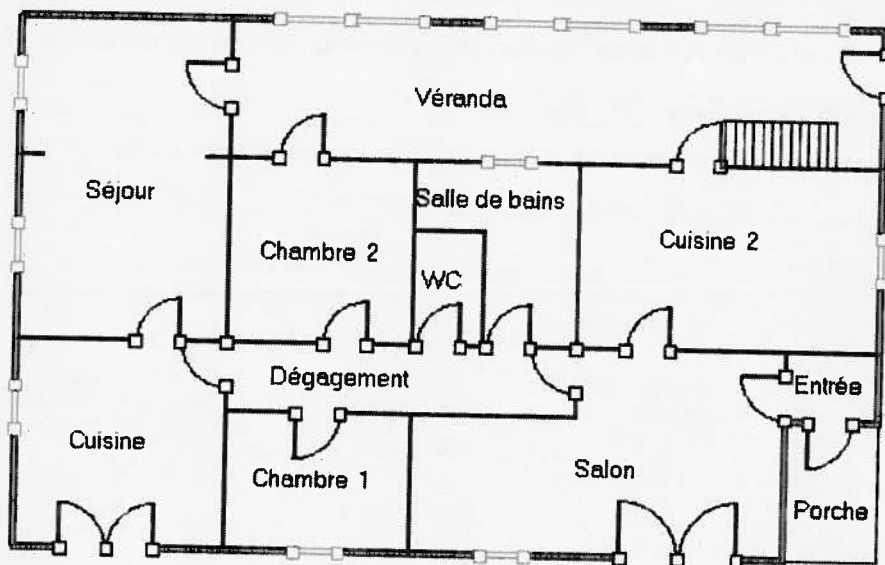 Véranda
Séjour
Salle de bains
Chambre 2
Cuisine 2
WC
Dégagement
Entrée
Cuisine
Chambre 1
Salon
Porche